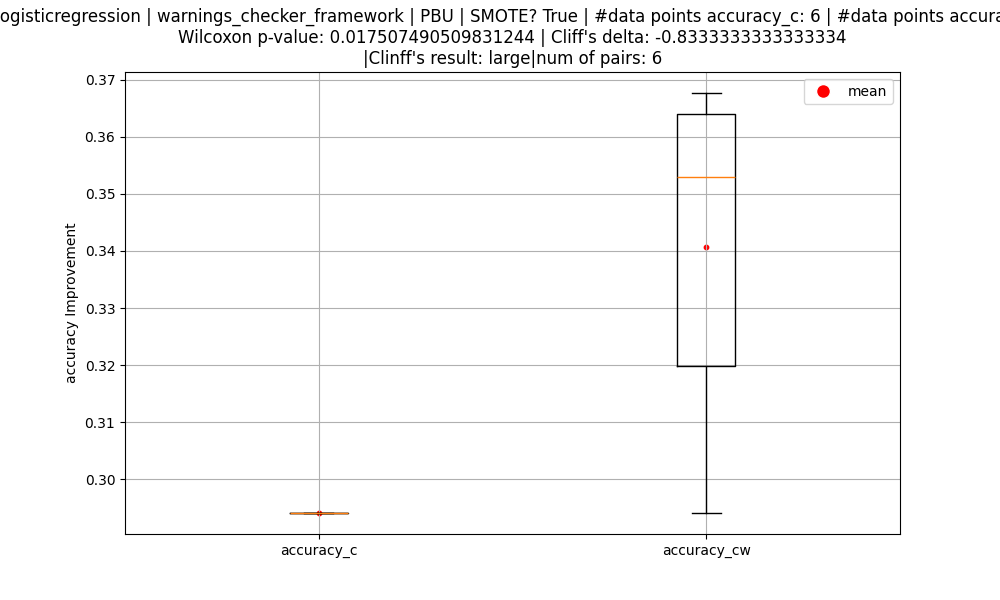 ogisticregression | warnings_checker_framework | PBU | SMOTE? True | #data points accuracy_c: 6 | #data points accura
Wilcoxon p-value: 0.017507490509831244 | Cliff's delta: -0.8333333333333334
|Clinff's result: large|num of pairs: 6
mean
0.37
0.36
0.35
0.34
0.33
0.32
0.31
0.30
accuracy Improvement
accuracy_c
accuracy_cw